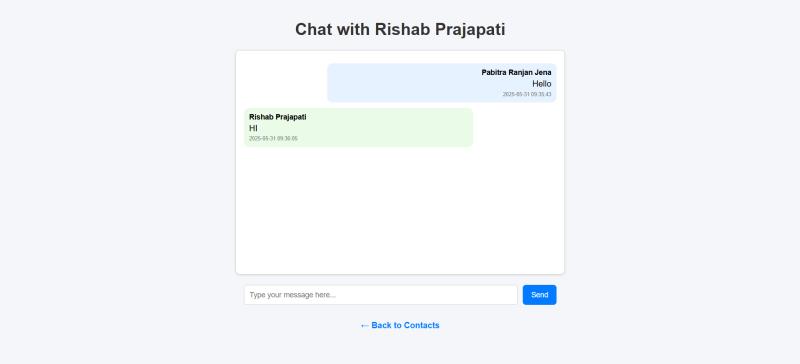 Chat with Rishab Prajapati
Pabitra Ranjan Jena
Hello
2025-05-31 09:35:43
Rishab Prajapati
HI
2025-05-31 09:36:05
Type your message here...
Send
← Back to Contacts